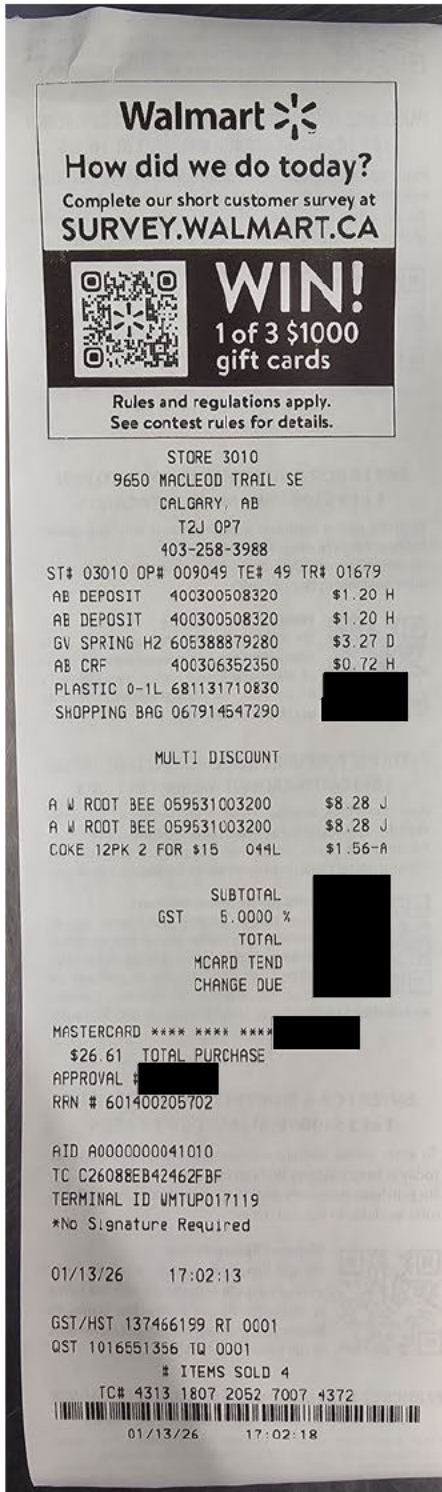 Walmart
How did we do today?
Complete our short customer survey at
SURVEY.WALMART.CA
WIN!
1 of 3 $1000
gift cards
Rules and regulations apply.
See contest rules for details.
STORE 3010
9650 MACLEOD TRAIL SE
CALGARY, AB
T2J 0P7
403-258-3988
ST# 03010 OP# 009049 TE# 49 TR# 01679
AB DEPOSIT 400300508320 $1.20 H
AB DEPOSIT 400300508320 $1.20 H
GV SPRING H2 605388879280 $3.27 D
AB CRF 400306352350 $0.72 H
PLASTIC 0-1L 681131710830
SHOPPING BAG 067914547290
MULTI DISCOUNT
A W ROOT BEE 059531003200 $8.28 J
A W ROOT BEE 059531003200 $8.28 J
COKE 12PK 2 FOR $15 044L $1.56-A
SUBTOTAL
GST 5.0000 %
TOTAL
MCARD TEND
CHANGE DUE
MASTERCARD **** **** ****
$26.61 TOTAL PURCHASE
APPROVAL #
RRN # 601400205702
AID A0000000041010
TC C26088EB42462FBF
TERMINAL ID WMTUP017119
*No Signature Required
01/13/26 17:02:13
GST/HST 137466199 RT 0001
QST 1016551356 TQ 0001
# ITEMS SOLD 4
TC# 4313 1807 2052 7007 4372
01/13/26 17:02:18